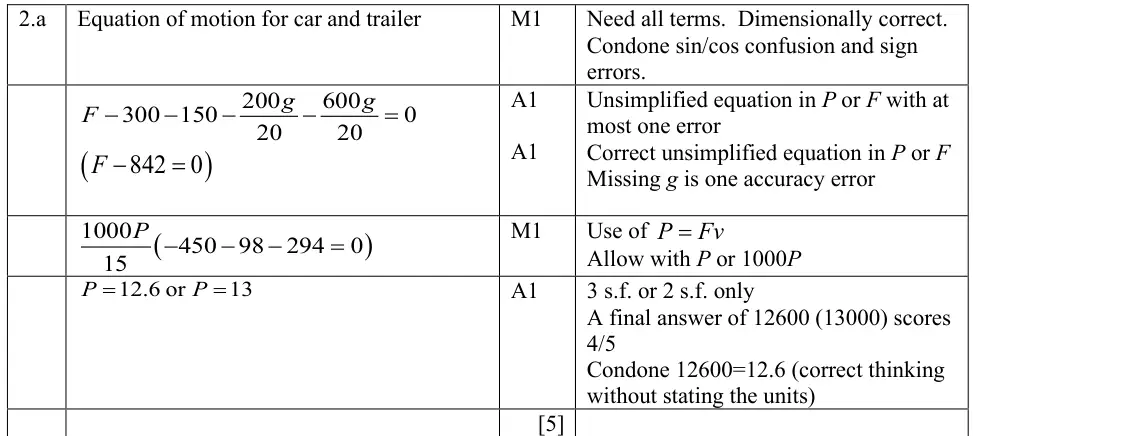 2.a Equation of motion for car and trailer M1 Need all terms. Dimensionally correct.
Condone sin/cos confusion and sign
errors.
F − 300 − 150 − 200g/20 − 600g/20 = 0 A1 Unsimplified equation in P or F with at
most one error
(F − 842 = 0) A1 Correct unsimplified equation in P or F
Missing g is one accuracy error
1000P/15 (−450 − 98 − 294 = 0) M1 Use of P = Fv
Allow with P or 1000P
P = 12.6 or P = 13 A1 3 s.f. or 2 s.f. only
A final answer of 12600 (13000) scores
4/5
Condone 12600=12.6 (correct thinking
without stating the units)
[5]